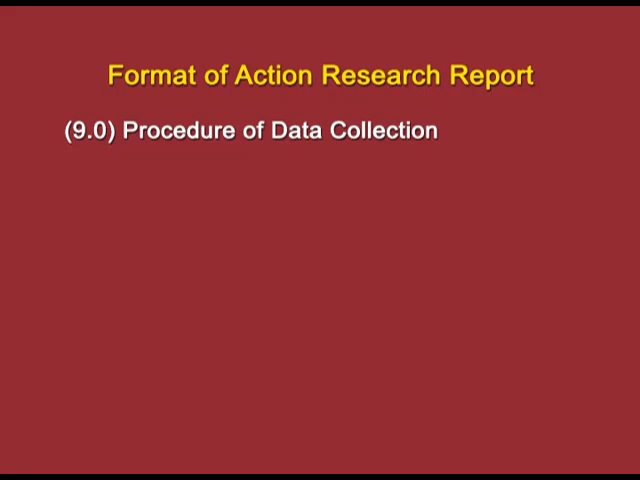 Format of Action Research Report
(9.0) Procedure of Data Collection